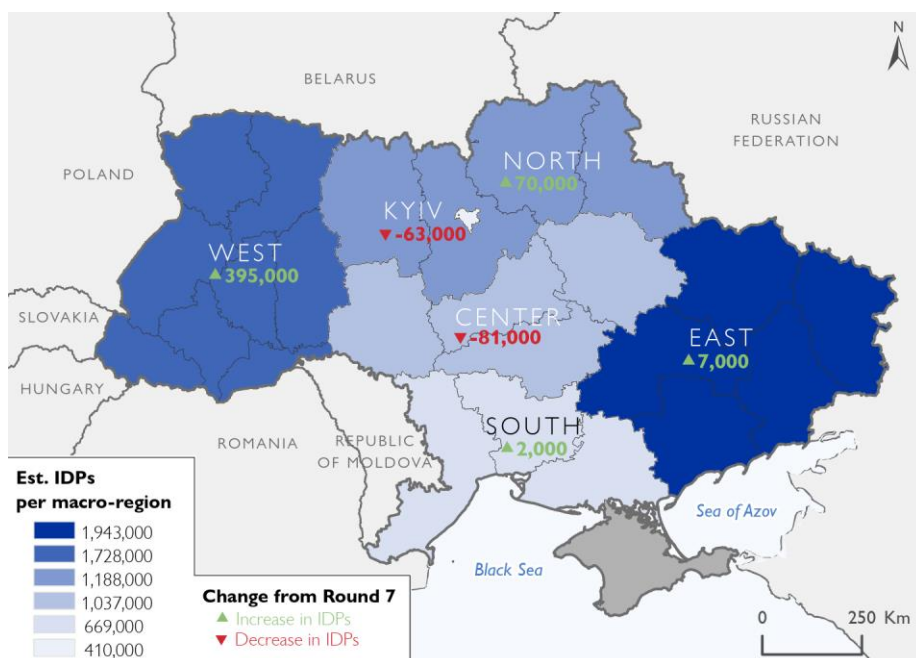 N
BELARUS
RUSSIAN
FEDERATION
POLAND
NORTH
▲ 70,000
KYIV
▼ -63,000
WEST
▲ 395,000
SLOVAKIA
CENTER
▼ -81,000
EAST
▲ 7,000
HUNGARY
ROMANIA
REPUBLIC
OF MOLDOVA
SOUTH
▲ 2,000
Sea of Azov
Black Sea
Est. IDPs
per macro-region
1,943,000
1,728,000
1,188,000
1,037,000
669,000
410,000
Change from Round 7
▲ Increase in IDPs
▼ Decrease in IDPs
0 250 Km